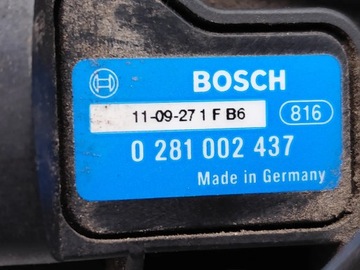 BOSCH
11-09-27 1 F B6
816
0 281 002 437
Made in Germany